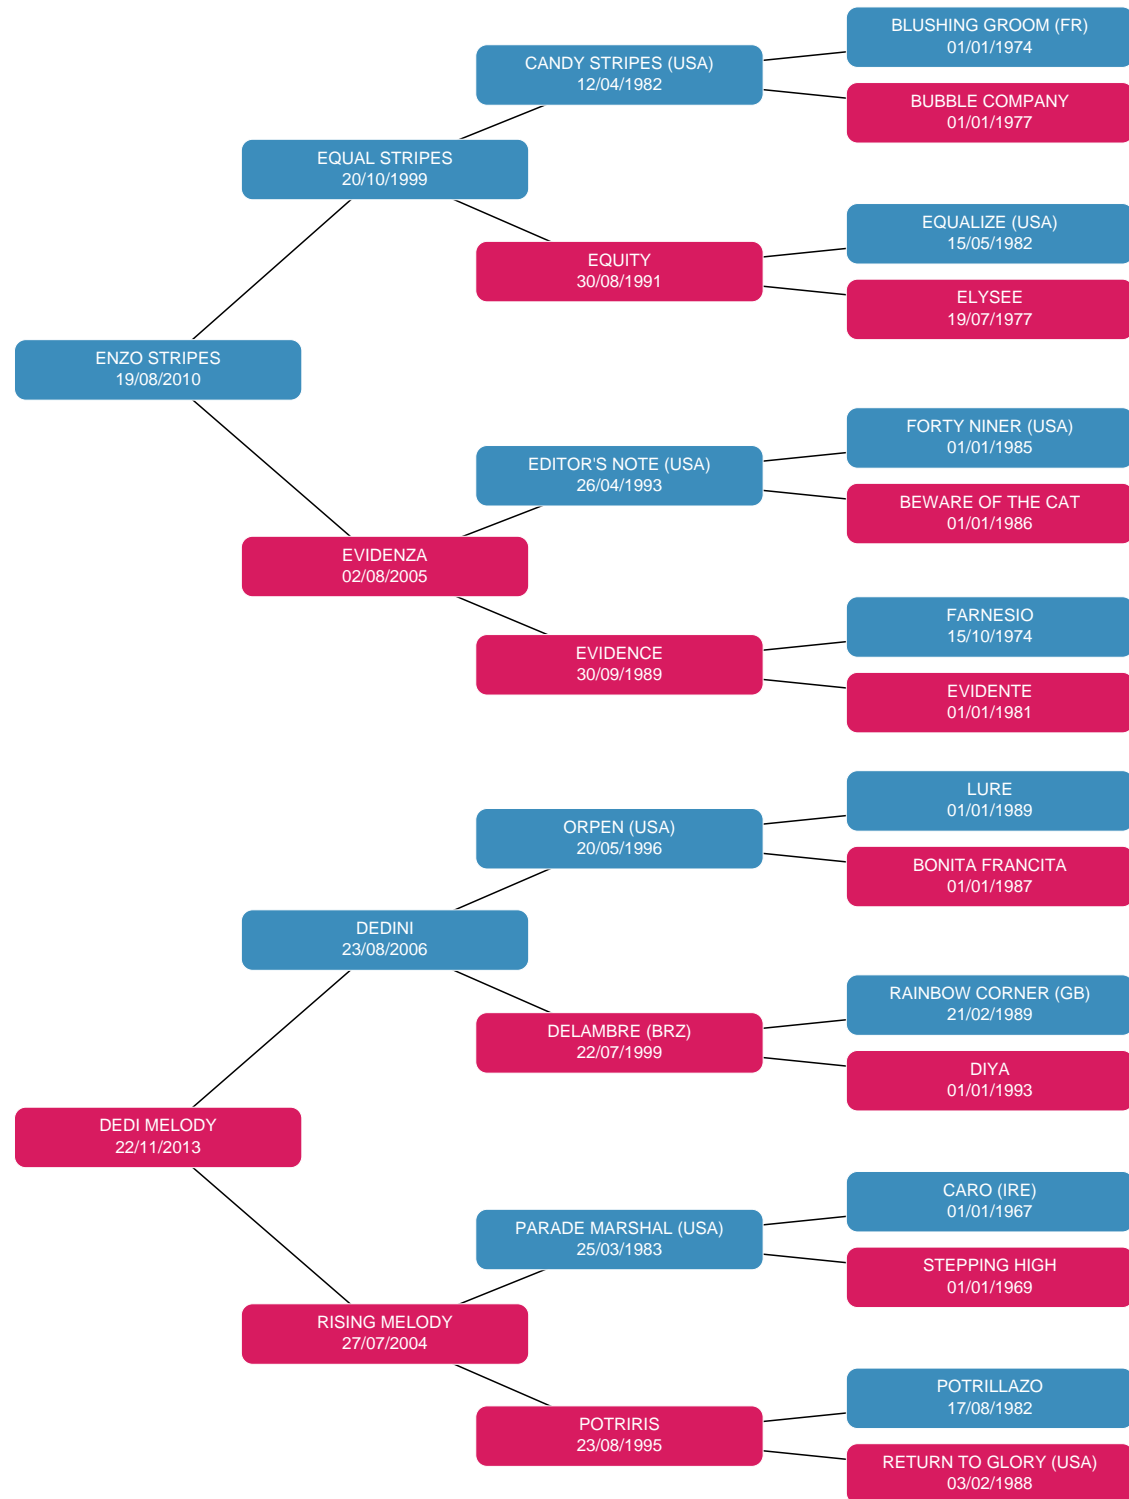 BLUSHING GROOM (FR)
01/01/1974
CANDY STRIPES (USA)
12/04/1982
BUBBLE COMPANY
01/01/1977
EQUAL STRIPES
20/10/1999
EQUALIZE (USA)
15/05/1982
EQUITY
30/08/1991
ELYSEE
19/07/1977
ENZO STRIPES
19/08/2010
FORTY NINER (USA)
01/01/1985
EDITOR'S NOTE (USA)
26/04/1993
BEWARE OF THE CAT
01/01/1986
EVIDENZA
02/08/2005
FARNESIO
15/10/1974
EVIDENCE
30/09/1989
EVIDENTE
01/01/1981
LURE
01/01/1989
ORPEN (USA)
20/05/1996
BONITA FRANCITA
01/01/1987
DEDINI
23/08/2006
RAINBOW CORNER (GB)
21/02/1989
DELAMBRE (BRZ)
22/07/1999
DIYA
01/01/1993
DEDI MELODY
22/11/2013
CARO (IRE)
01/01/1967
PARADE MARSHAL (USA)
25/03/1983
STEPPING HIGH
01/01/1969
RISING MELODY
27/07/2004
POTRILLAZO
17/08/1982
POTRIRIS
23/08/1995
RETURN TO GLORY (USA)
03/02/1988